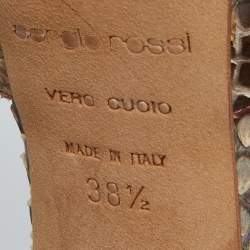 sergio rossi
VERO CUOIO
MADE IN ITALY
38½